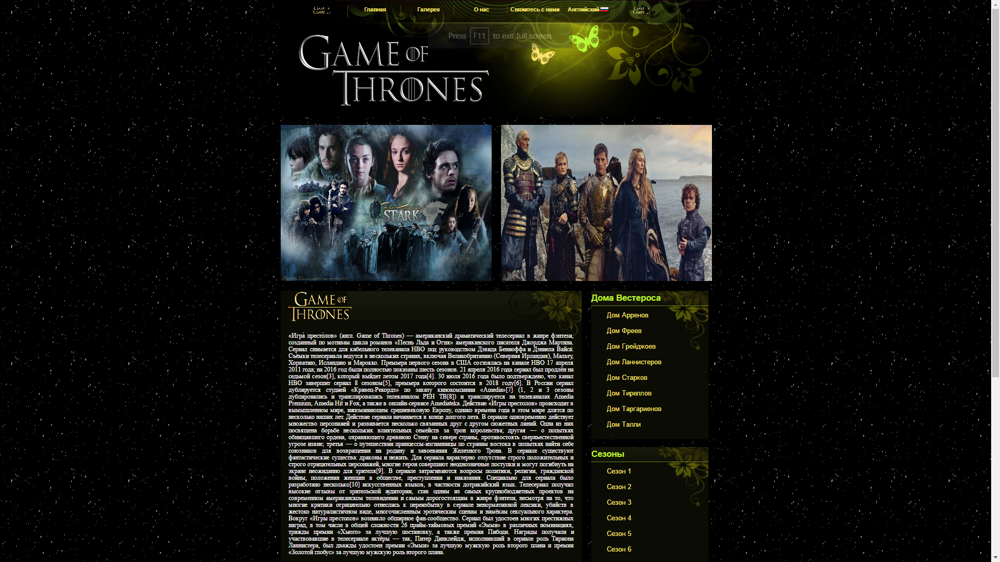 GAME OF THRONES
Главная
Галерея
О нас
Свяжитесь с нами
Английский-
GAME OF THRONES
Press F11 to exit full screen
GAME OF
THRONES
The House of
STARK
WINTER
IS COMING
GAME OF
THRONES
«Игра́ престо́лов» (англ. Game of Thrones) — американский драматический телесериал в жанре фэнтези,
созданный по мотивам цикла романов «Песнь Льда и Огня» американского писателя Джорджа Мартина.
Сериал снимается для кабельного телеканала HBO под руководством Дэвида Бениоффа и Дэниела Вайса.
Съёмки телесериала ведутся в нескольких странах, включая Великобританию (Северная Ирландия), Мальту,
Хорватию, Исландию и Марокко. Премьера первого сезона в США состоялась на канале HBO 17 апреля
2011 года; на 2016 год были полностью показаны шесть сезонов. 21 апреля 2016 года сериал был продлён на
седьмой сезон[3], который выйдет летом 2017 года[4]. 30 июля 2016 года было подтверждено, что канал
HBO завершит сериал 8 сезоном[5], премьера которого состоится в 2018 году[6]. В России сериал
дублируется студией «Кравец-Рекордз» по заказу кинокомпании «Amedia»[7] (1, 2 и 3 сезоны
дублировались и транслировались телеканалом РЕН ТВ[8]) и транслируется на телеканалах Amedia
Premium, Amedia Hit и Fox, а также в онлайн-сервисе Amediateka. Действие «Игры престолов» происходит в
вымышленном мире, напоминающем средневековую Европу, однако времена года в этом мире длятся по
несколько наших лет. Действие сериала начинается в конце долгого лета. В сериале одновременно действует
множество персонажей и развивается несколько связанных друг с другом сюжетных линий. Одна из них
посвящена борьбе нескольких влиятельных семейств за трон королевства; другая — о попытках
обнищавшего ордена, охраняющего древнюю Стену на севере страны, противостоять сверхъестественной
угрозе извне; третья — о путешествии принцессы-изгнанницы по странам востока в попытках найти себе
союзников для возвращения на родину и завоевания Железного Трона. В сериале существуют
фантастические существа: драконы и нежить. Для сериала характерно отсутствие строго положительных и
строго отрицательных персонажей, многие герои совершают неоднозначные поступки и могут погибнуть на
экране неожиданно для зрителя[9]. В сериале затрагиваются вопросы политики, религии, гражданской
войны, положения женщин в обществе, преступления и наказания. Специально для сериала было
разработано несколько[10] искусственных языков, в частности дотракийский язык. Телесериал получил
высокие отзывы от зрительской аудитории, став одним из самых крупнобюджетных проектов на
современном американском телевидении и самым дорогостоящим в жанре фэнтези, несмотря на то, что
многие критики отрицательно отнеслись к переизбытку в сериале ненормативной лексики, убийств в
жестоко натуралистичном виде, многочисленным эротическим сценам и намёкам сексуального характера.
Вокруг «Игры престолов» возникло обширное фан-сообщество. Сериал был удостоен многих престижных
наград, в том числе в общей сложности 26 прайм-таймовых премий «Эмми» в различных номинациях,
трижды премии «Хьюго» за лучшую постановку, а также премии Пибоди. Награды получали и
участвовавшие в телесериале актёры — так, Питер Динклейдж, исполнивший в сериале роль Тириона
Ланнистера, был дважды удостоен премии «Эмми» за лучшую мужскую роль второго плана и премии
«Золотой глобус» за лучшую мужскую роль второго плана.
Дома Вестероса
Дом Арренов
Дом Фреев
Дом Грейджоев
Дом Ланнистеров
Дом Старков
Дом Тиреллов
Дом Таргариенов
Дом Талли
Сезоны
Сезон 1
Сезон 2
Сезон 3
Сезон 4
Сезон 5
Сезон 6